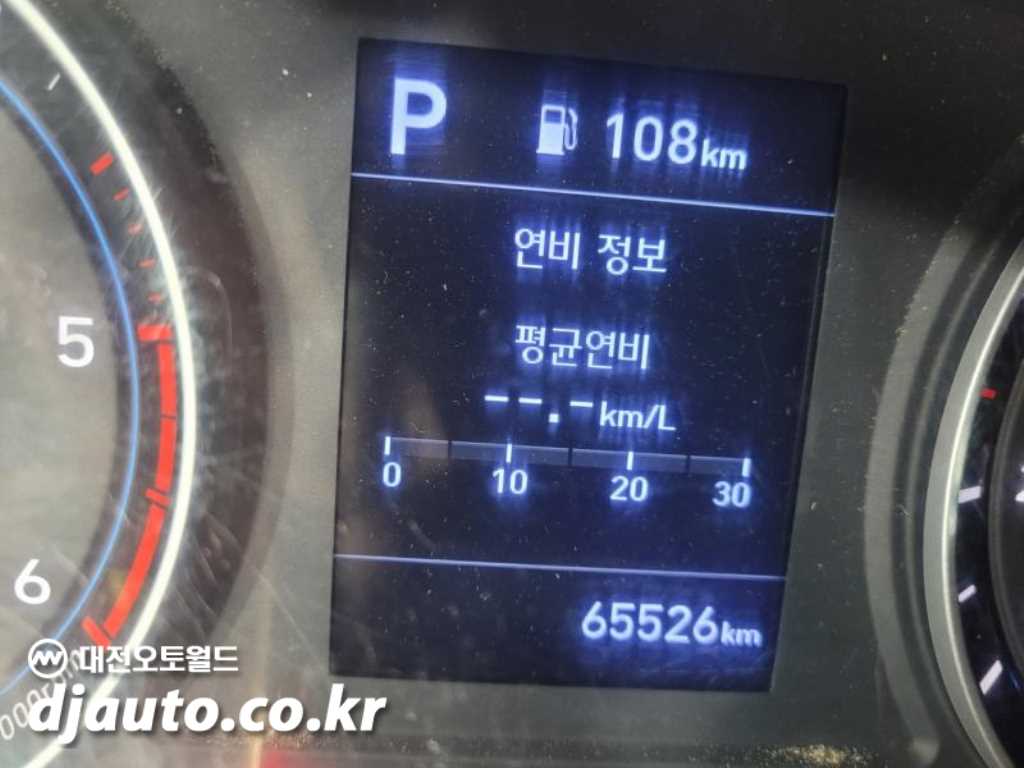 P 108km
연비 정보
평균연비
--.-km/L
0 10 20 30
65526km
5
6
대전오토월드
djauto.co.kr